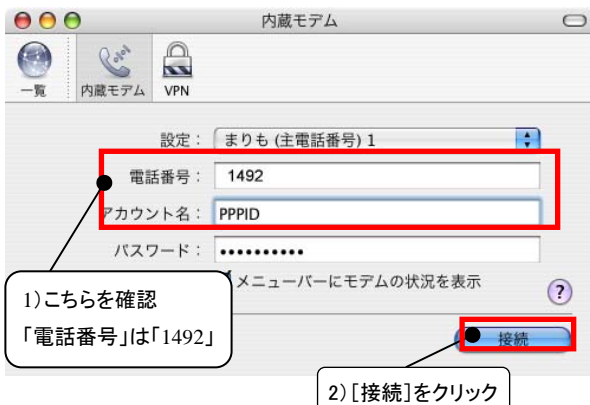 内蔵モデム
一覧 内蔵モデム VPN
設定： まりも (主電話番号) 1
電話番号： 1492
アカウント名： PPPID
パスワード： ••••••••••
メニューバーにモデムの状況を表示
?
1)こちらを確認
「電話番号」は「1492」
接続
2)[接続]をクリック